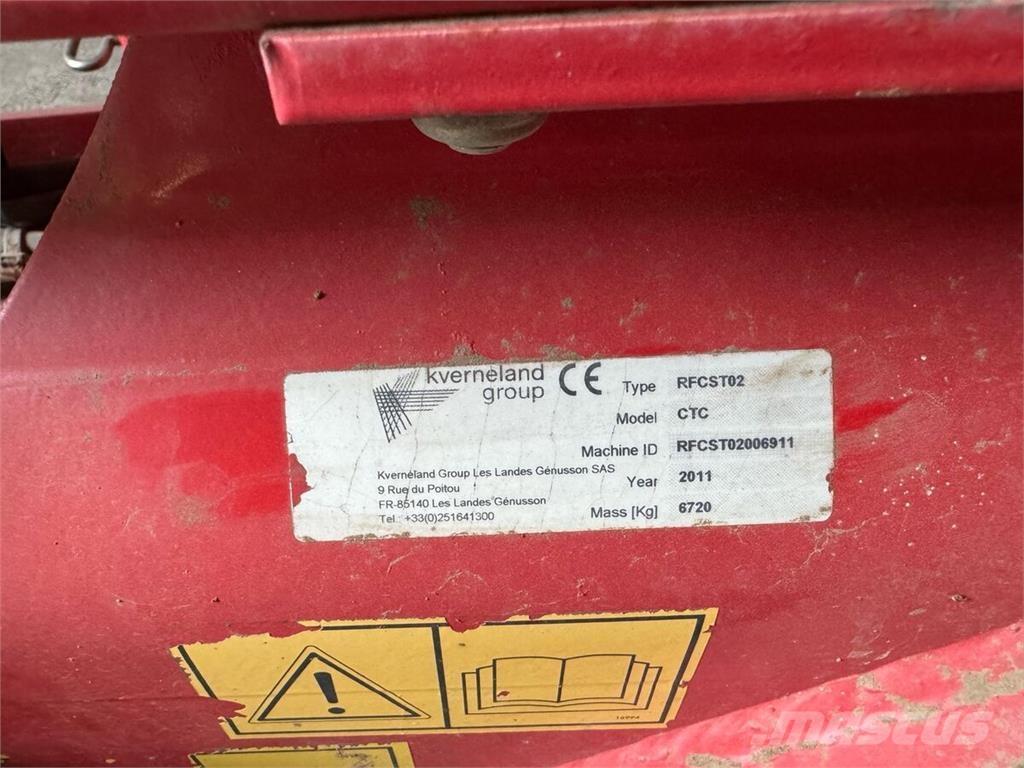 kverneland
group
CE
Type RFCST02
Model CTC
Machine ID RFCST02006911
Year 2011
Mass [Kg] 6720
Kverneland Group Les Landes Génusson SAS
9 Rue du Poitou
FR-85140 Les Landes Génusson
Tel.: +33(0)251641300
16994
mascus